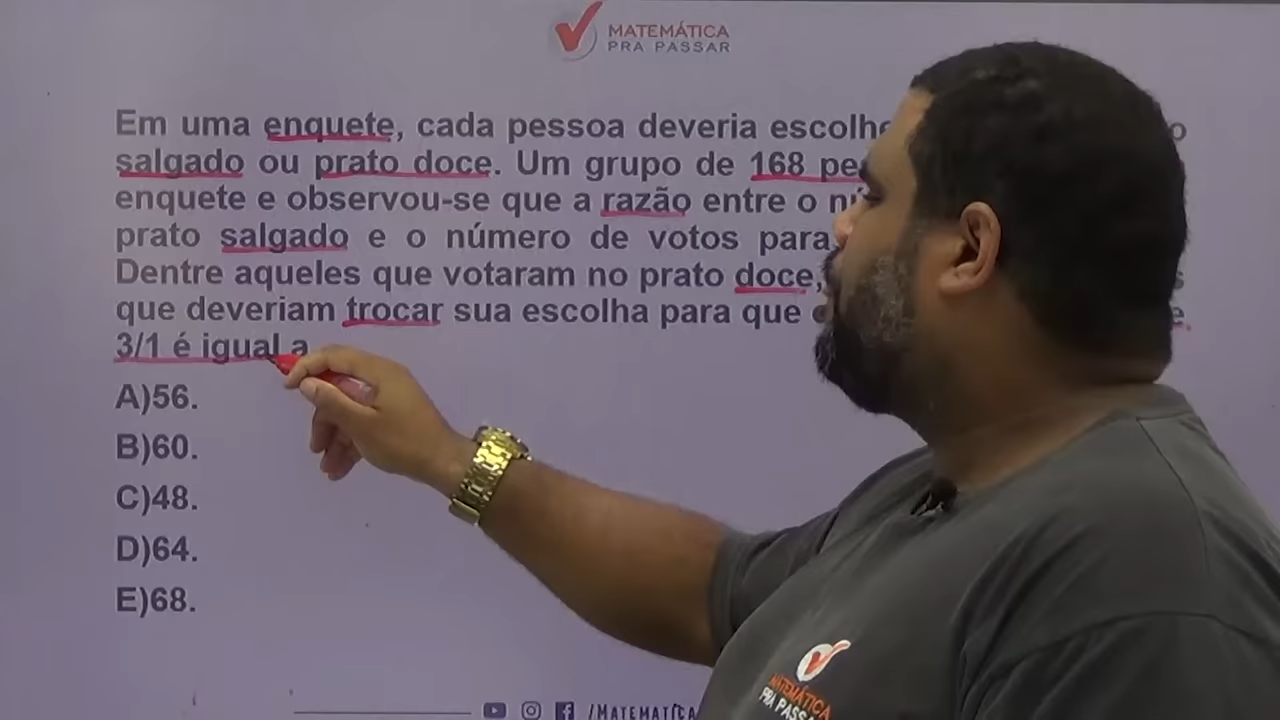 MATEMÁTICA
PRA PASSAR
Em uma enquete, cada pessoa deveria
salgado ou prato doce. Um grupo de 168
enquete e observou-se que a razão entre o
prato salgado e o número de votos para
Dentre aqueles que votaram no prato doce,
que deveriam trocar sua escolha para que
3/1 é igual a
A)56.
B)60.
C)48.
D)64.
E)68.
MATEMÁTICA
PRA PASSAR
/MATEMÁTICA